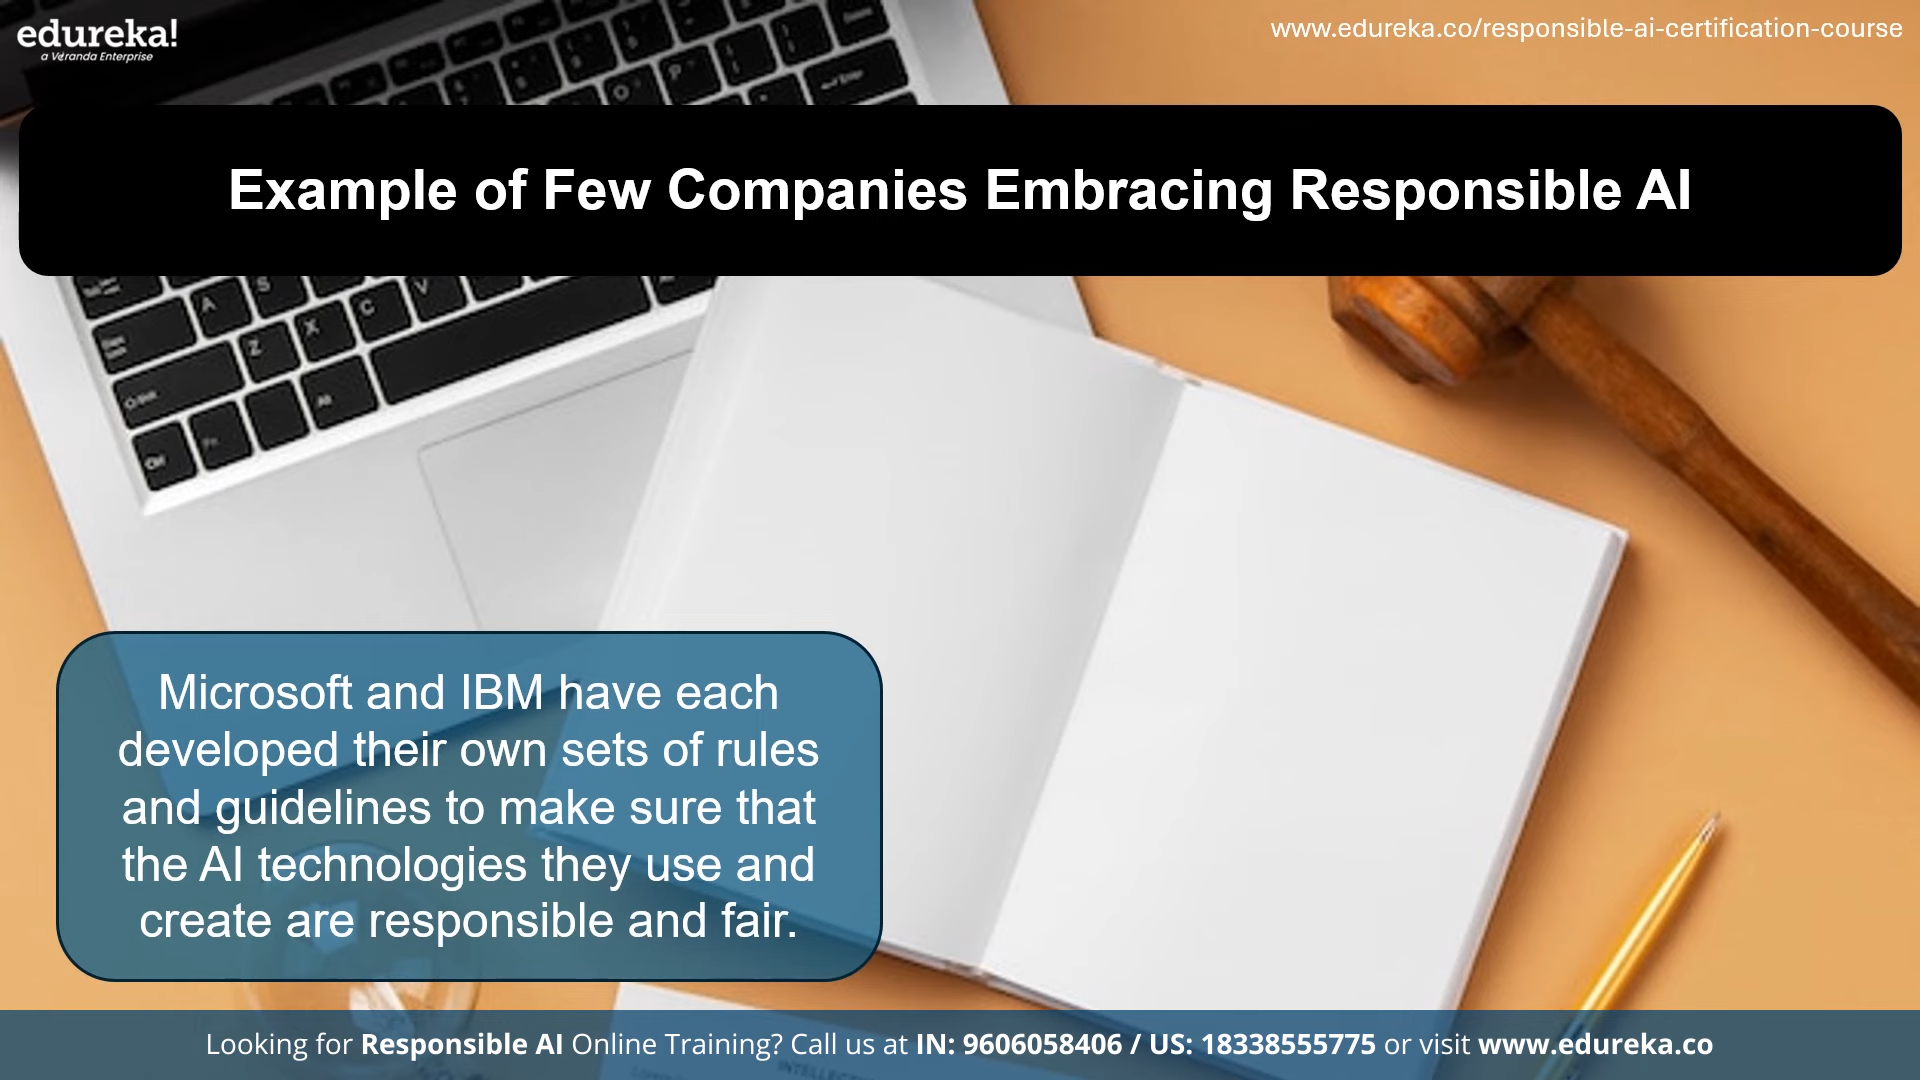 edureka!
a Veranda Enterprise
www.edureka.co/responsible-ai-certification-course
Example of Few Companies Embracing Responsible AI
Microsoft and IBM have each
developed their own sets of rules
and guidelines to make sure that
the AI technologies they use and
create are responsible and fair.
Looking for Responsible AI Online Training? Call us at IN: 9606058406 / US: 18338555775 or visit www.edureka.co